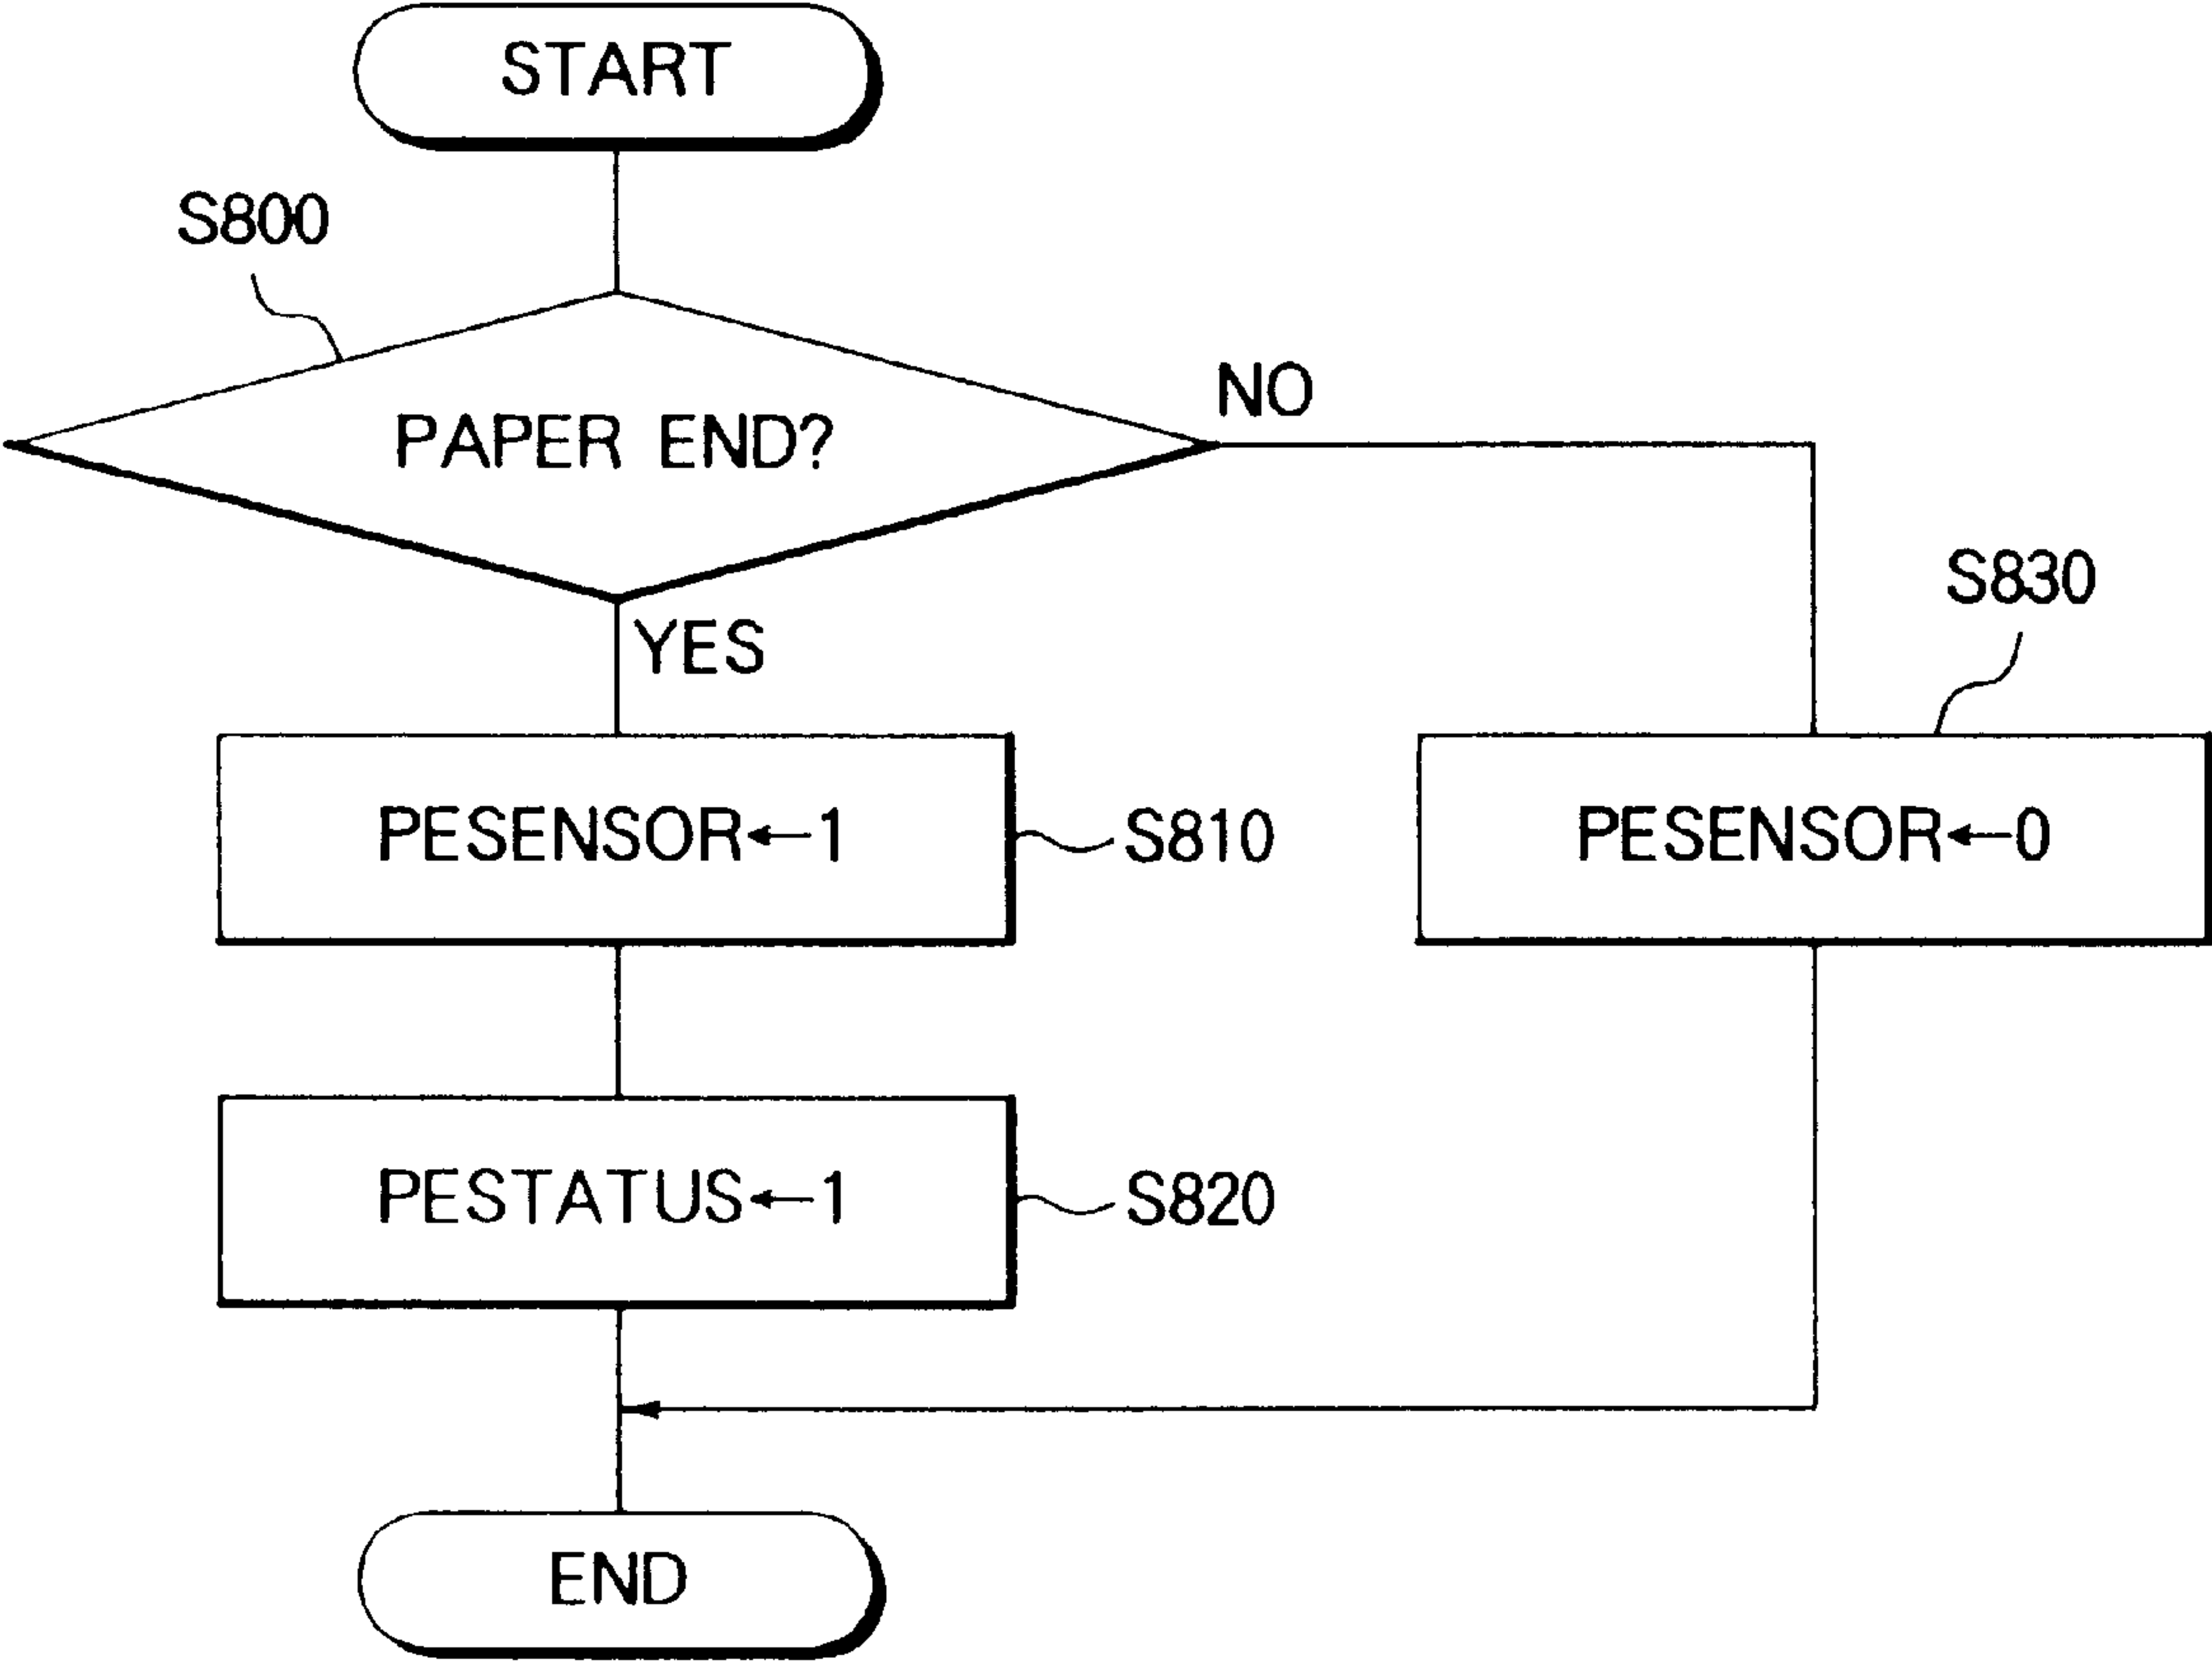 START
S800
PAPER END?
NO
YES
S830
PESENSOR←1
S810
PESENSOR←0
PESTATUS←1
S820
END